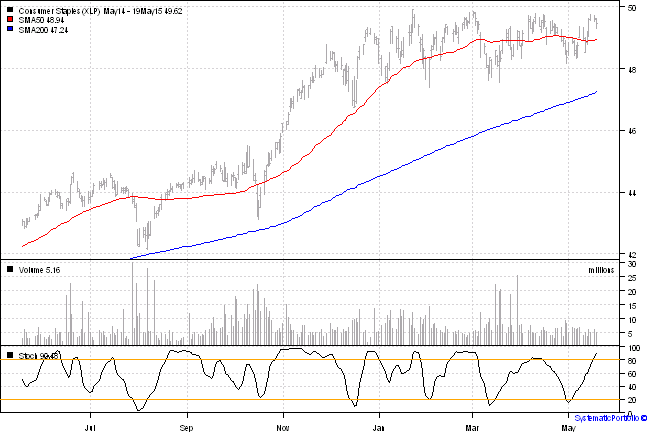 Consumer Staples (XLP) May14 - 19May15 49.62
SMA50 48.94
SMA200 47.24
50
48
46
44
42
Volume 5.16
millions
30
25
20
15
10
5
Stoch
100
80
60
40
20
0
Jul Sep Nov Jan Mar May
SystematicPortfolio ©